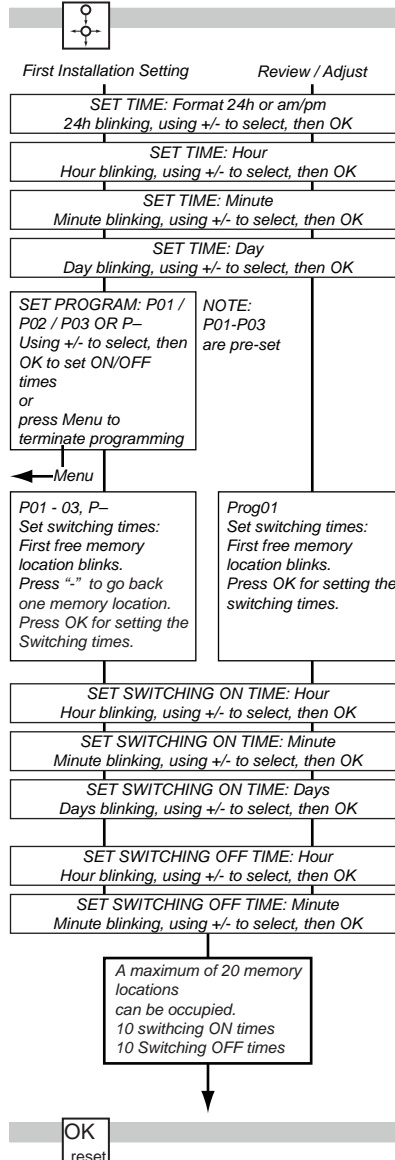 First Installation Setting
Review / Adjust
SET TIME: Format 24h or am/pm
24h blinking, using +/- to select, then OK
SET TIME: Hour
Hour blinking, using +/- to select, then OK
SET TIME: Minute
Minute blinking, using +/- to select, then OK
SET TIME: Day
Day blinking, using +/- to select, then OK
SET PROGRAM: P01 /
P02 / P03 OR P–
Using +/- to select, then
OK to set ON/OFF
times
or
press Menu to
terminate programming
NOTE:
P01-P03
are pre-set
Menu
P01 - 03, P–
Set switching times:
First free memory
location blinks.
Press “-” to go back
one memory location.
Press OK for setting the
Switching times.
Prog01
Set switching times:
First free memory
location blinks.
Press OK for setting the
switching times.
SET SWITCHING ON TIME: Hour
Hour blinking, using +/- to select, then OK
SET SWITCHING ON TIME: Minute
Minute blinking, using +/- to select, then OK
SET SWITCHING ON TIME: Days
Days blinking, using +/- to select, then OK
SET SWITCHING OFF TIME: Hour
Hour blinking, using +/- to select, then OK
SET SWITCHING OFF TIME: Minute
Minute blinking, using +/- to select, then OK
A maximum of 20 memory
locations
can be occupied.
10 swithcing ON times
10 Switching OFF times
OK
reset